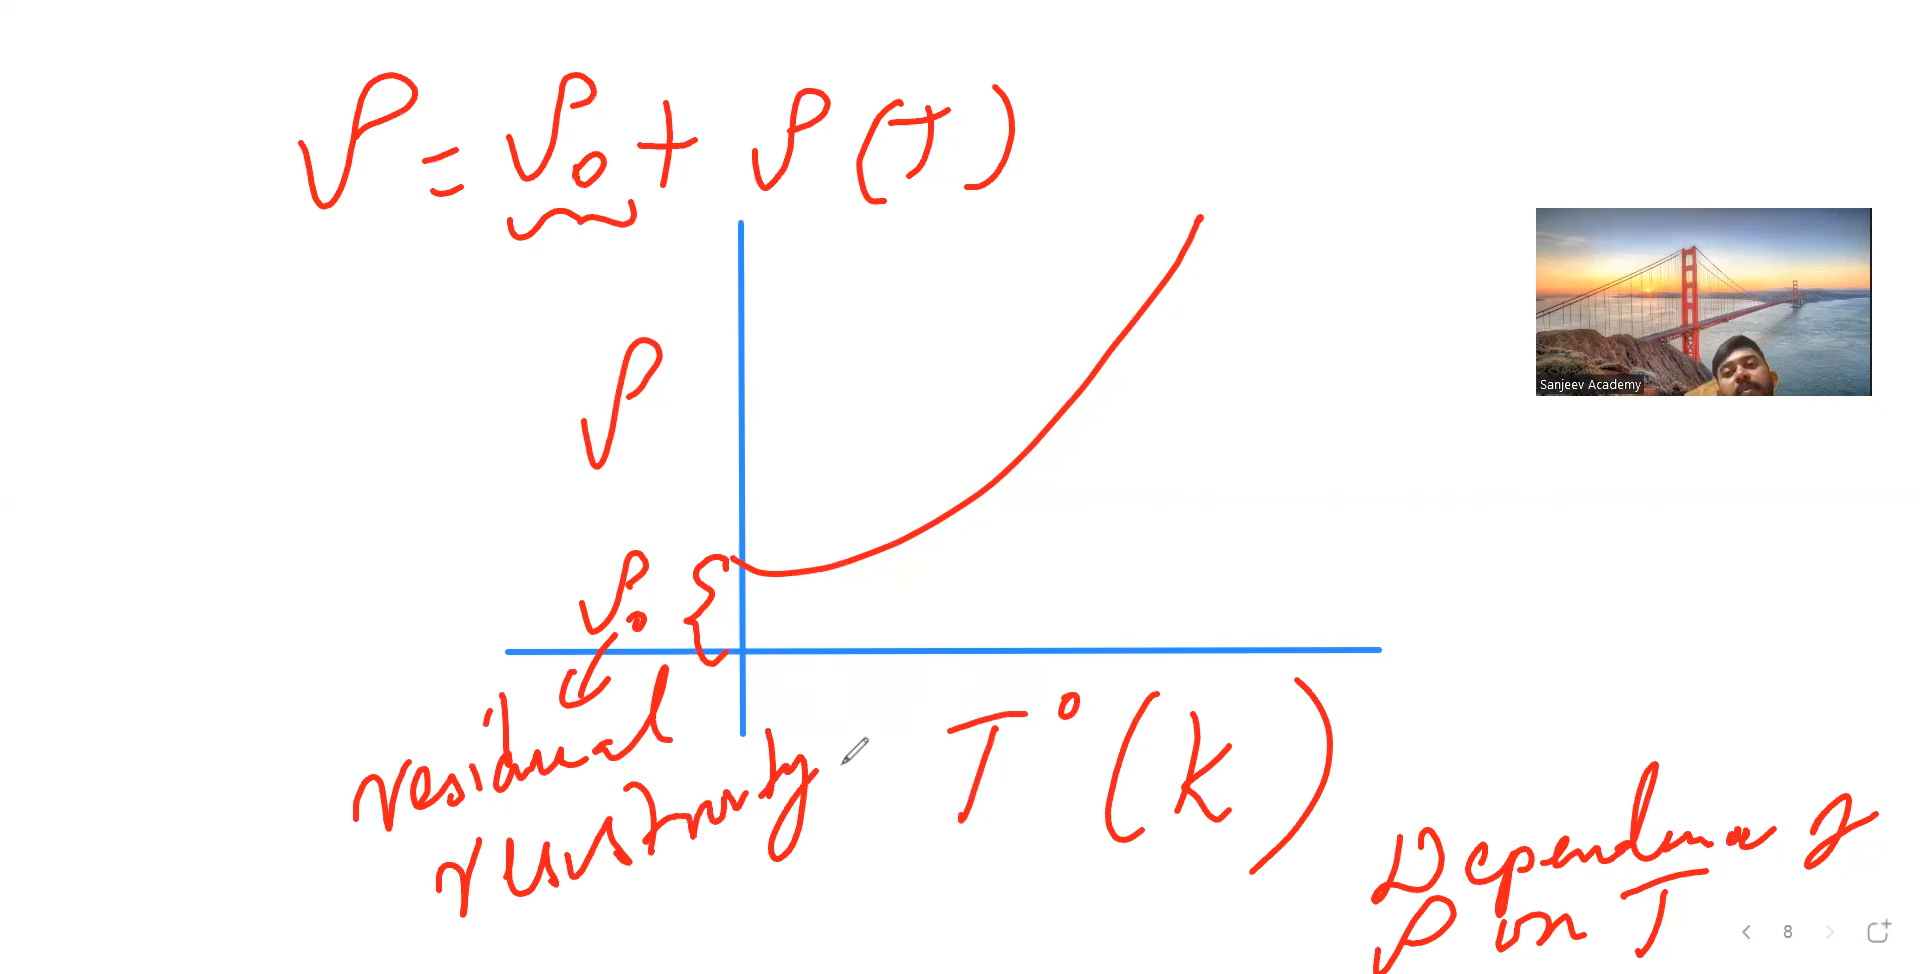 ρ = ρ₀ + ρ(T)
Sanjeev Academy
ρ
ρ₀
residual
resistivity
T° (K)
Dependence of
ρ on T
8